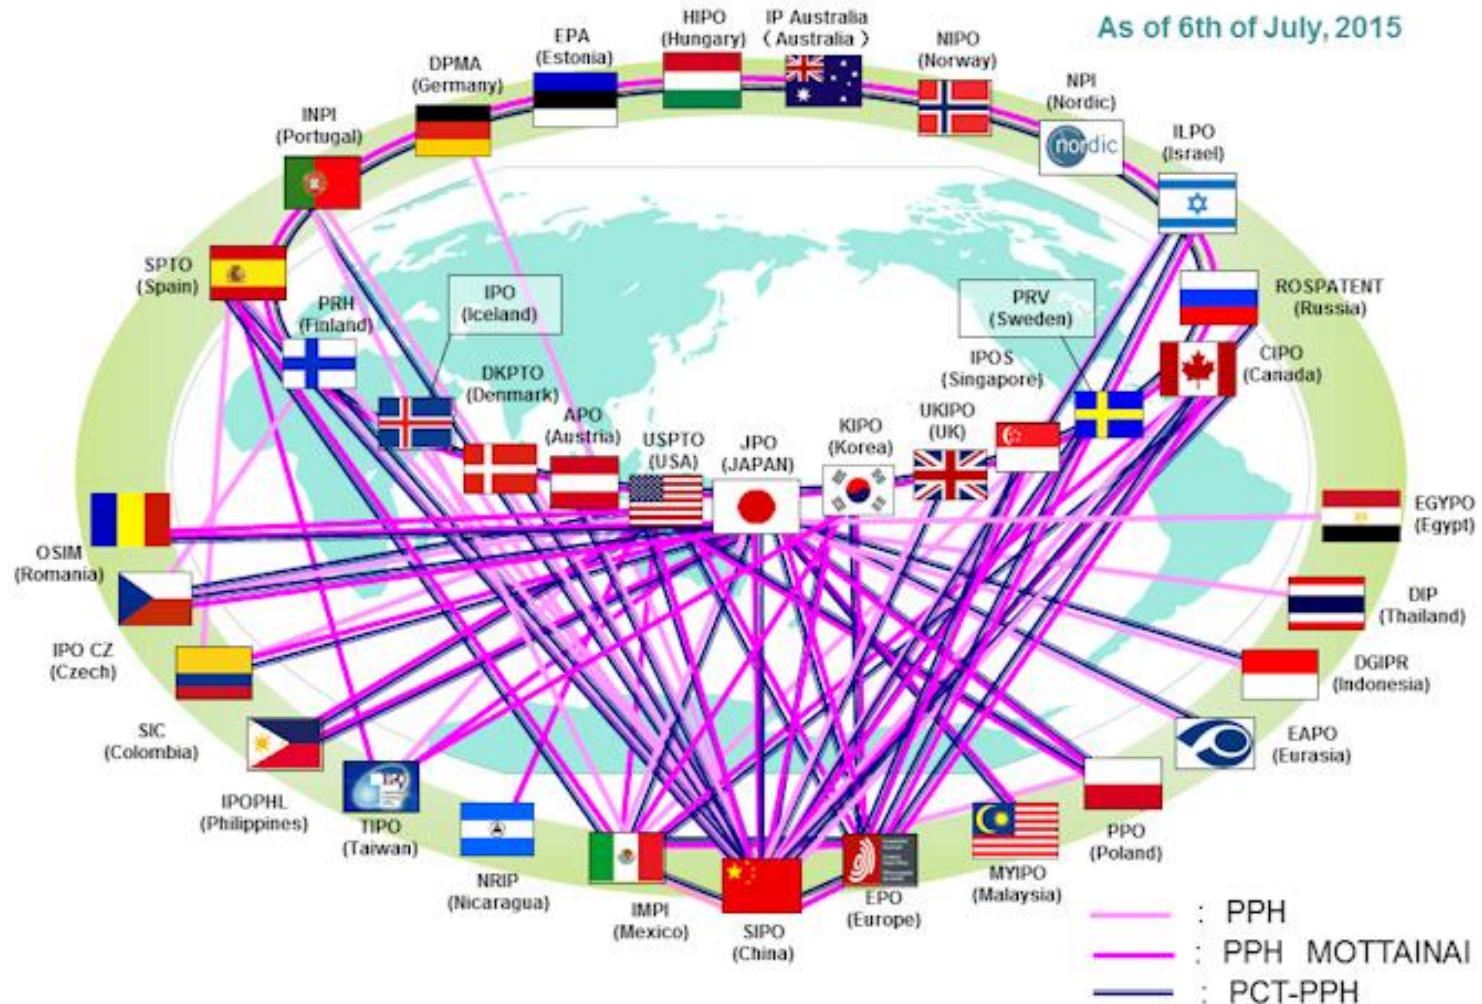 As of 6th of July, 2015
HIPO
(Hungary)
IP Australia
( Australia )
EPA
(Estonia)
NIPO
(Norway)
DPMA
(Germany)
NPI
(Nordic)
nordic
INPI
(Portugal)
ILPO
(Israel)
SPTO
(Spain)
ROSPATENT
(Russia)
PRH
(Finland)
IPO
(Iceland)
PRV
(Sweden)
CIPO
(Canada)
IPOS
(Singapore)
DKPTO
(Denmark)
APO
(Austria)
USPTO
(USA)
JPO
(JAPAN)
KIPO
(Korea)
UKIPO
(UK)
EGYPO
(Egypt)
OSIM
(Romania)
DIP
(Thailand)
IPO CZ
(Czech)
DGIPR
(Indonesia)
SIC
(Colombia)
EAPO
(Eurasia)
IPOPHL
(Philippines)
TIPO
(Taiwan)
PPO
(Poland)
NRIP
(Nicaragua)
MYIPO
(Malaysia)
IMPI
(Mexico)
EPO
(Europe)
SIPO
(China)
: PPH
: PPH MOTTAINAI
: PCT-PPH